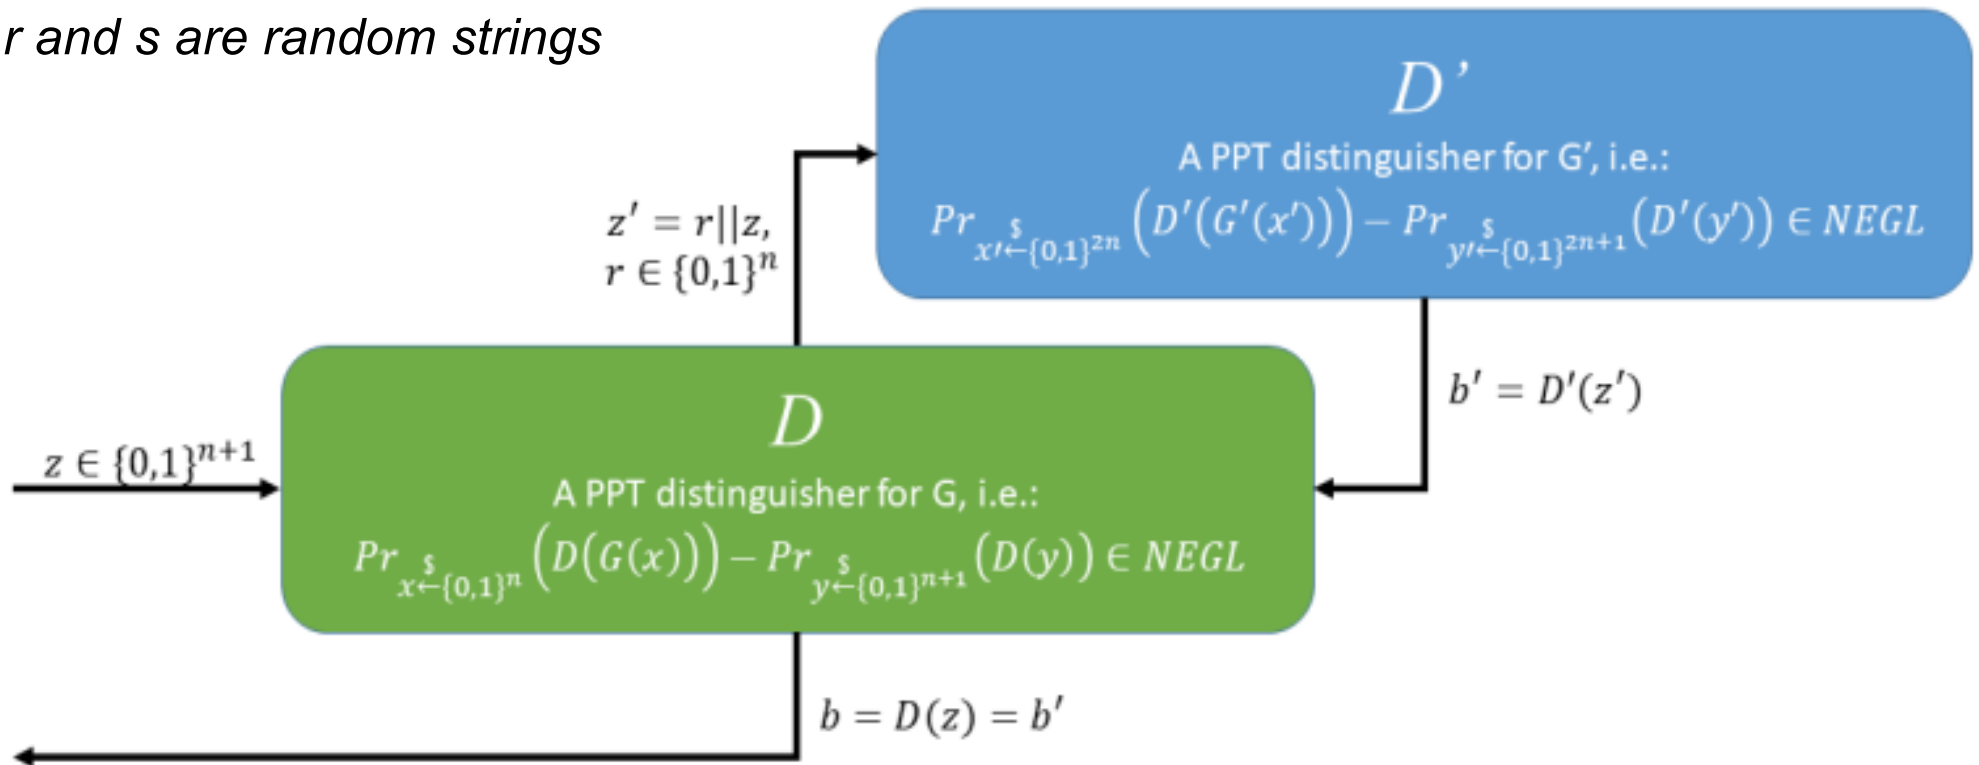 r and s are random strings
D’
A PPT distinguisher for G’, i.e.:
Pr_{x′ ←$ {0,1}^{2n}} (D′(G′(x′))) − Pr_{y′ ←$ {0,1}^{2n+1}} (D′(y′)) ∈ NEGL
z′ = r||z,
r ∈ {0,1}^n
b′ = D′(z′)
z ∈ {0,1}^{n+1}
D
A PPT distinguisher for G, i.e.:
Pr_{x ←$ {0,1}^n} (D(G(x))) − Pr_{y ←$ {0,1}^{n+1}} (D(y)) ∈ NEGL
b = D(z) = b′